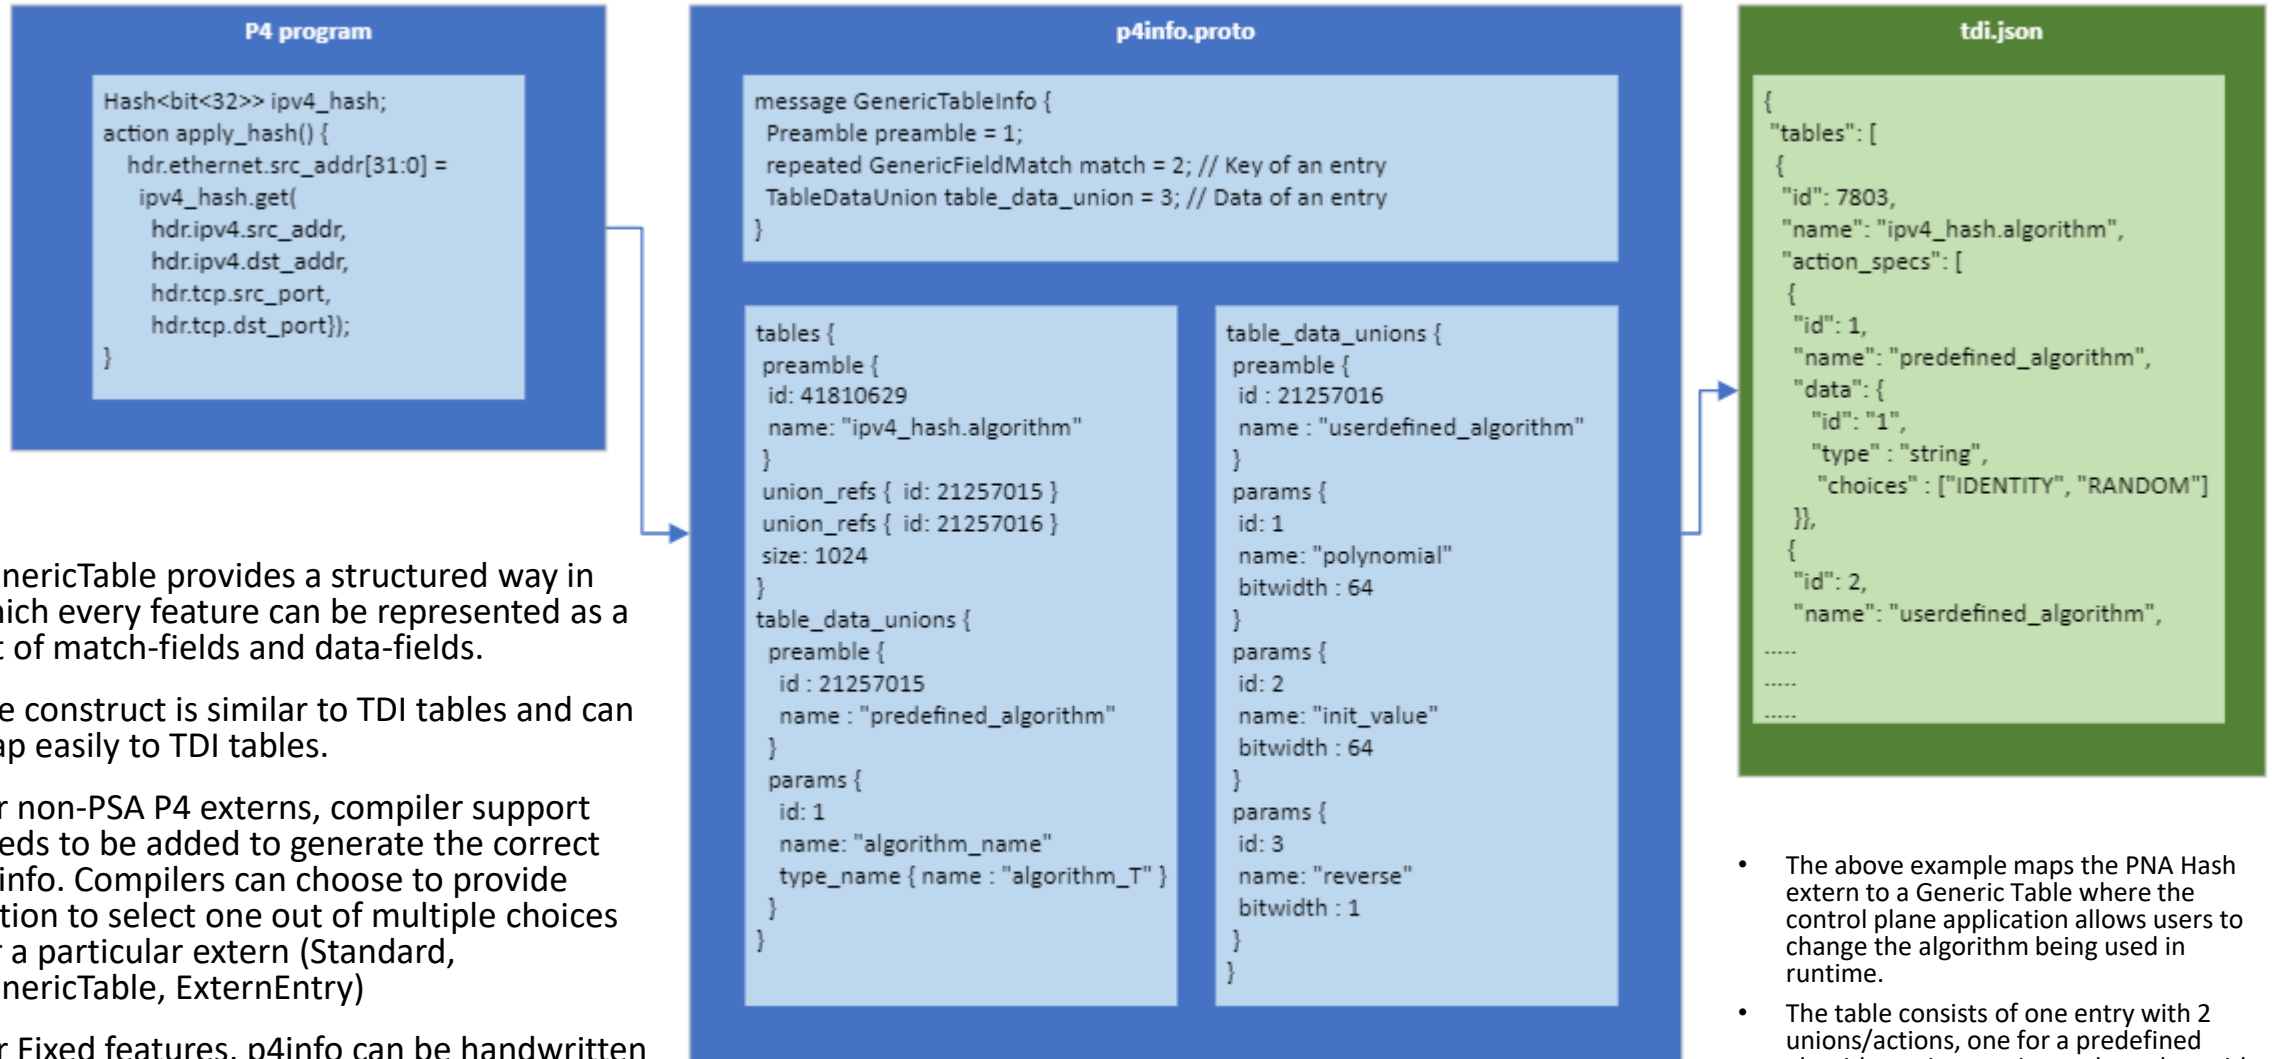 P4 program
Hash<bit<32>> ipv4_hash;
action apply_hash() {
hdr.ethernet.src_addr[31:0] =
ipv4_hash.get(
hdr.ipv4.src_addr,
hdr.ipv4.dst_addr,
hdr.tcp.src_port,
hdr.tcp.dst_port});
}
nericTable provides a structured way in
ich every feature can be represented as a
t of match-fields and data-fields.
e construct is similar to TDI tables and can
ap easily to TDI tables.
r non-PSA P4 externs, compiler support
eds to be added to generate the correct
info. Compilers can choose to provide
tion to select one out of multiple choices
r a particular extern (Standard,
nericTable, ExternEntry)
r Fixed features, p4info can be handwritten
p4info.proto
message GenericTableInfo {
Preamble preamble = 1;
repeated GenericFieldMatch match = 2; // Key of an entry
TableDataUnion table_data_union = 3; // Data of an entry
}
tables {
preamble {
id: 41810629
name: "ipv4_hash.algorithm"
}
union_refs { id: 21257015 }
union_refs { id: 21257016 }
size: 1024
}
table_data_unions {
preamble {
id : 21257015
name : "predefined_algorithm"
}
params {
id: 1
name: "algorithm_name"
type_name { name : "algorithm_T" }
}
}
table_data_unions {
preamble {
id : 21257016
name : "userdefined_algorithm"
}
params {
id: 1
name: "polynomial"
bitwidth : 64
}
params {
id: 2
name: "init_value"
bitwidth : 64
}
params {
id: 3
name: "reverse"
bitwidth : 1
}
}
tdi.json
{
"tables": [
{
"id": 7803,
"name": "ipv4_hash.algorithm",
"action_specs": [
{
"id": 1,
"name": "predefined_algorithm",
"data": {
"id": "1",
"type" : "string",
"choices" : ["IDENTITY", "RANDOM"]
}},
{
"id": 2,
"name": "userdefined_algorithm",
.....
.....
.....
• The above example maps the PNA Hash
extern to a Generic Table where the
control plane application allows users to
change the algorithm being used in
runtime.
• The table consists of one entry with 2
unions/actions, one for a predefined